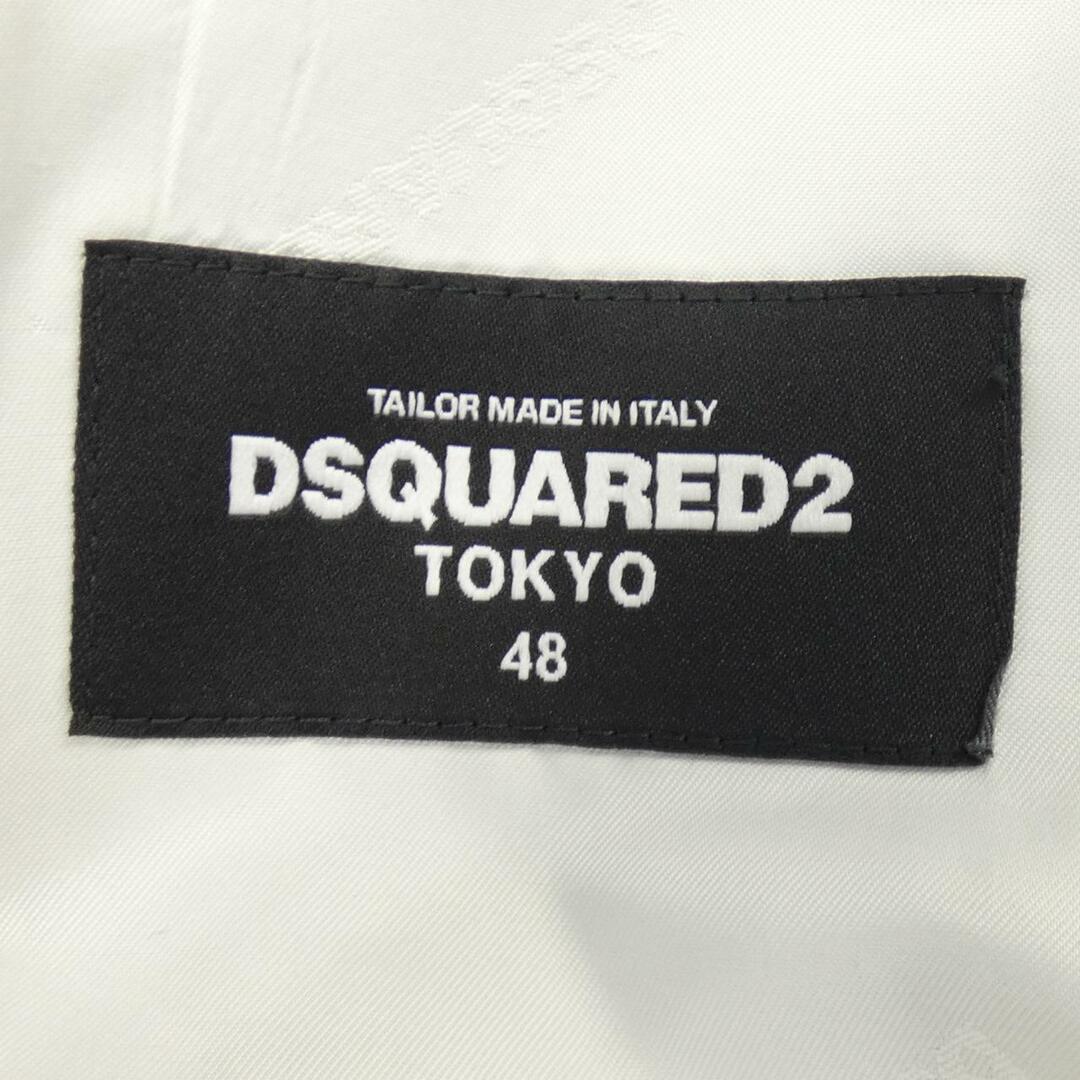 TAILOR MADE IN ITALY
DSQUARED2
TOKYO
48